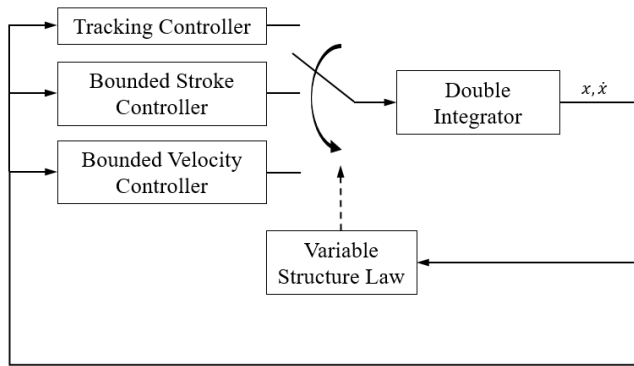 Tracking Controller
Bounded Stroke
Controller
Bounded Velocity
Controller
Double
Integrator
x, ẋ
Variable
Structure Law